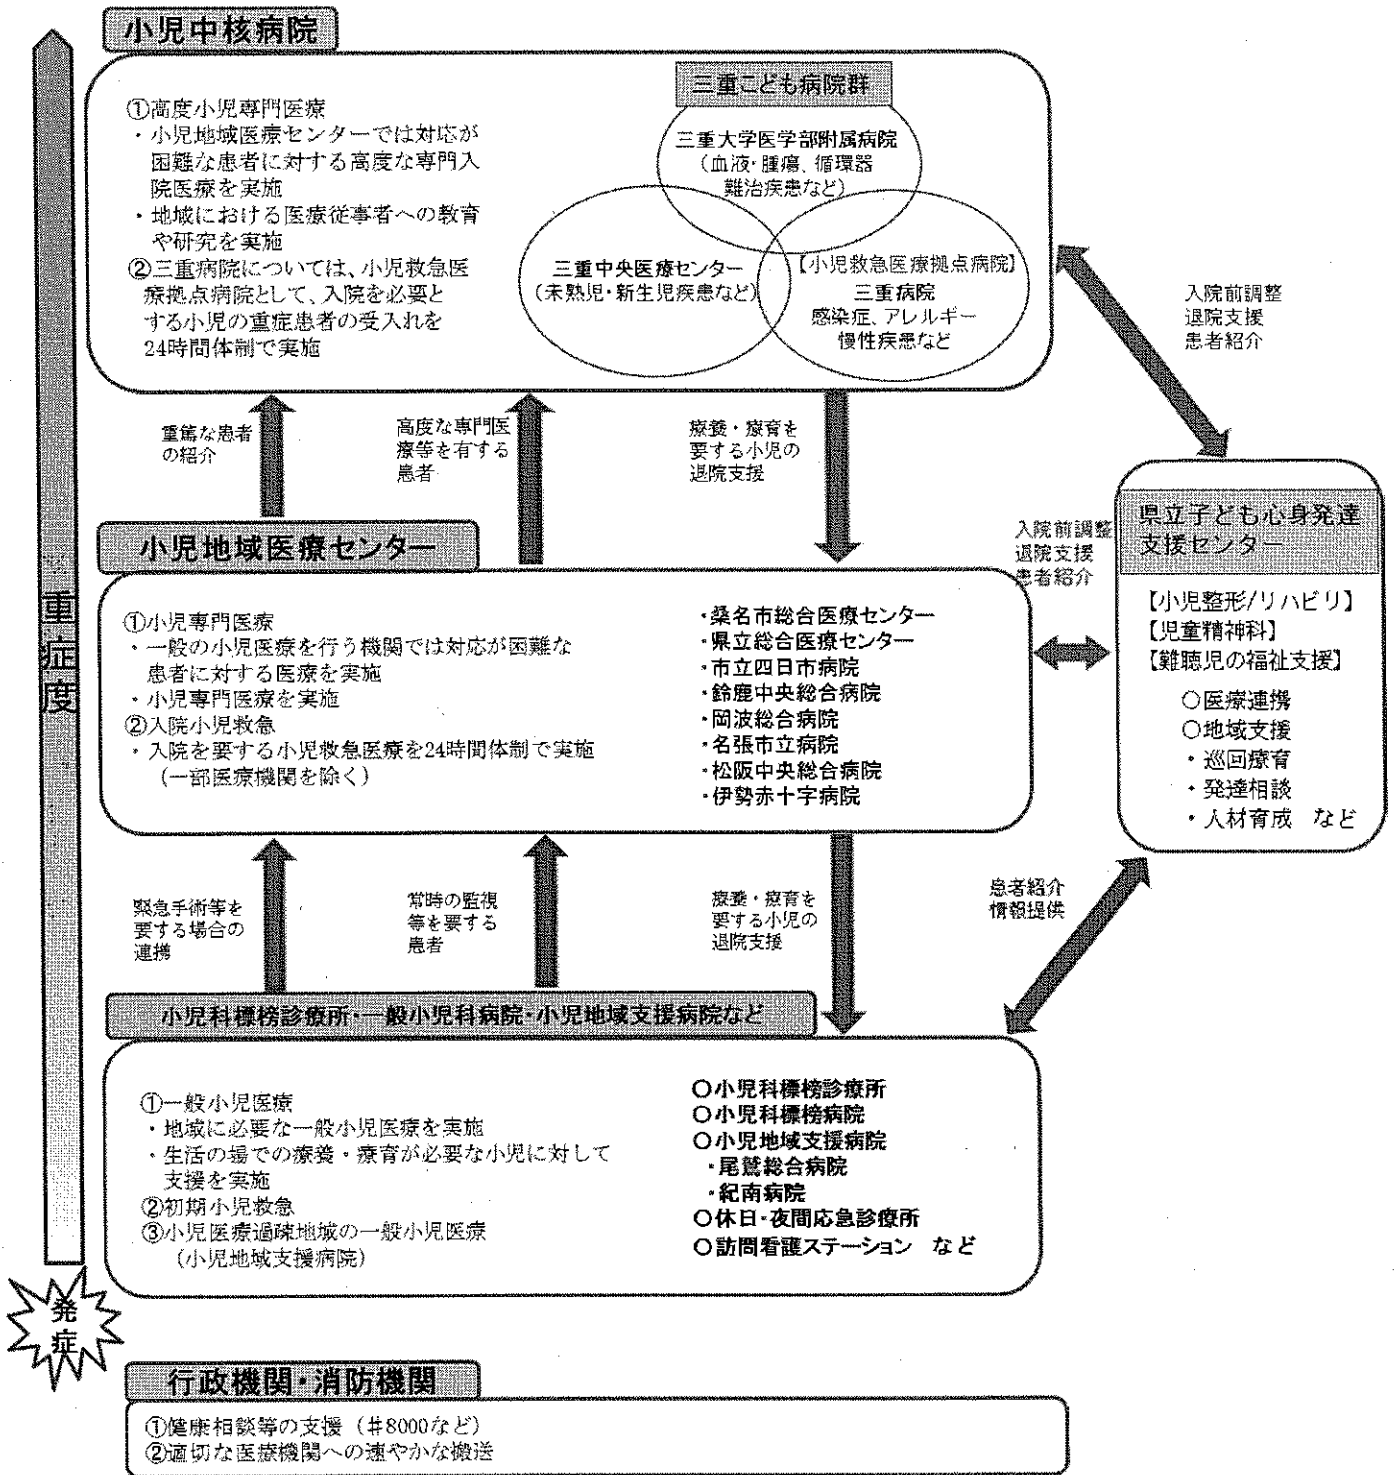 小児中核病院
①高度小児専門医療
・小児地域医療センターでは対応が
困難な患者に対する高度な専門入
院医療を実施
・地域における医療従事者への教育
や研究を実施
②三重病院については、小児救急医
療拠点病院として、入院を必要と
する小児の重症患者の受入れを
24時間体制で実施
三重こども病院群
三重大学医学部附属病院
（血液・腫瘍、循環器
難治疾患など）
三重中央医療センター
（未熟児・新生児疾患など）
【小児救急医療拠点病院】
三重病院
感染症、アレルギー
慢性疾患など
入院前調整
退院支援
患者紹介
重篤な患者
の紹介
高度な専門医
療等を有する
患者
療養・療育を
要する小児の
退院支援
小児地域医療センター
①小児専門医療
・一般の小児医療を行う機関では対応が困難な
患者に対する医療を実施
・小児専門医療を実施
②入院小児救急
・入院を要する小児救急医療を24時間体制で実施
（一部医療機関を除く）
・桑名市総合医療センター
・県立総合医療センター
・市立四日市病院
・鈴鹿中央総合病院
・岡波総合病院
・名張市立病院
・松阪中央総合病院
・伊勢赤十字病院
入院前調整
退院支援
患者紹介
県立子ども心身発達
支援センター
【小児整形/リハビリ】
【児童精神科】
【難聴児の福祉支援】
○医療連携
○地域支援
・巡回療育
・発達相談
・人材育成　など
重症度
緊急手術等を
要する場合の
連携
常時の監視
等を要する
患者
療養・療育を
要する小児の
退院支援
患者紹介
情報提供
小児科標榜診療所・一般小児科病院・小児地域支援病院など
①一般小児医療
・地域に必要な一般小児医療を実施
・生活の場での療養・療育が必要な小児に対して
支援を実施
②初期小児救急
③小児医療過疎地域の一般小児医療
（小児地域支援病院）
○小児科標榜診療所
○小児科標榜病院
○小児地域支援病院
・尾鷲総合病院
・紀南病院
○休日・夜間応急診療所
○訪問看護ステーション　など
発症
行政機関・消防機関
①健康相談等の支援（＃8000など）
②適切な医療機関への速やかな搬送